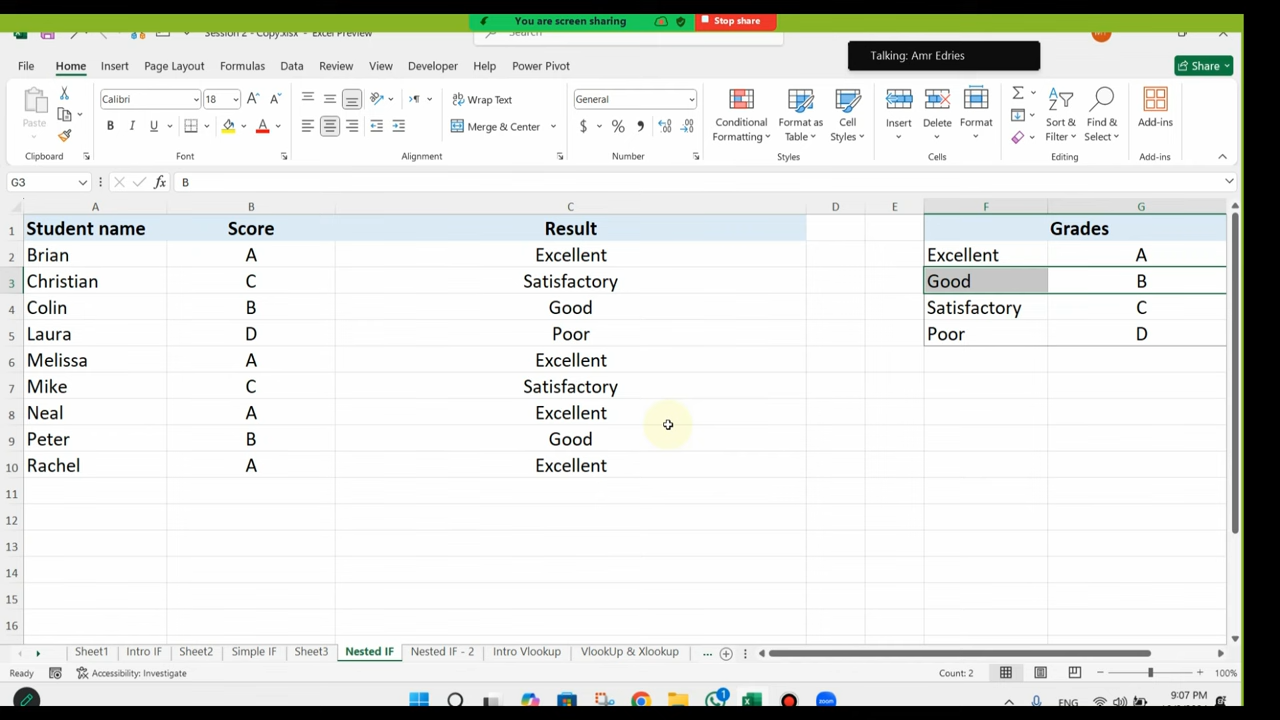 You are screen sharing Stop share
Session 2 - Copy.xlsx - Excel Preview Search
Talking: Amr Edries
File Home Insert Page Layout Formulas Data Review View Developer Help Power Pivot Share
Paste Calibri 18 Wrap Text General Conditional Format as Cell Insert Delete Format Sort & Find & Add-ins
B I U A Merge & Center $ % Formatting Table Styles Filter Select
Clipboard Font Alignment Number Styles Cells Editing Add-ins
G3 fx B
A B C D E F G
1 Student name Score Result Grades
2 Brian A Excellent Excellent A
3 Christian C Satisfactory Good B
4 Colin B Good Satisfactory C
5 Laura D Poor Poor D
6 Melissa A Excellent
7 Mike C Satisfactory
8 Neal A Excellent
9 Peter B Good
10 Rachel A Excellent
11
12
13
14
15
16
Sheet1 Intro IF Sheet2 Simple IF Sheet3 Nested IF Nested IF - 2 Intro Vlookup VlookUp & Xlookup ...
Ready Accessibility: Investigate Count: 2 100%
1 ENG 9:07 PM